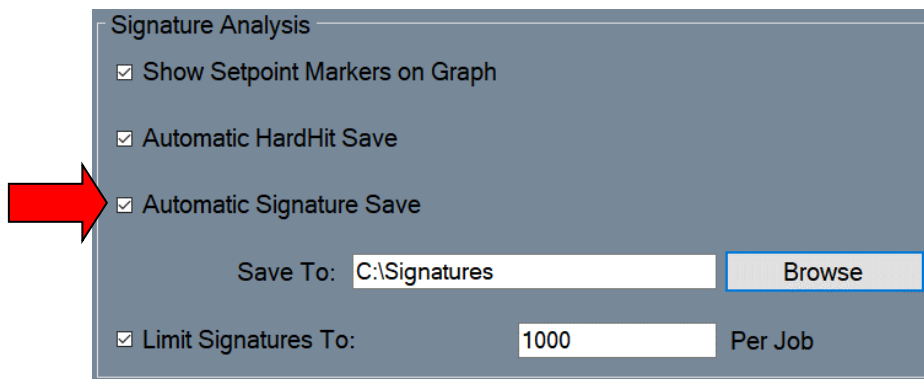 Signature Analysis
Show Setpoint Markers on Graph
Automatic HardHit Save
Automatic Signature Save
Save To: C:\Signatures Browse
Limit Signatures To: 1000 Per Job